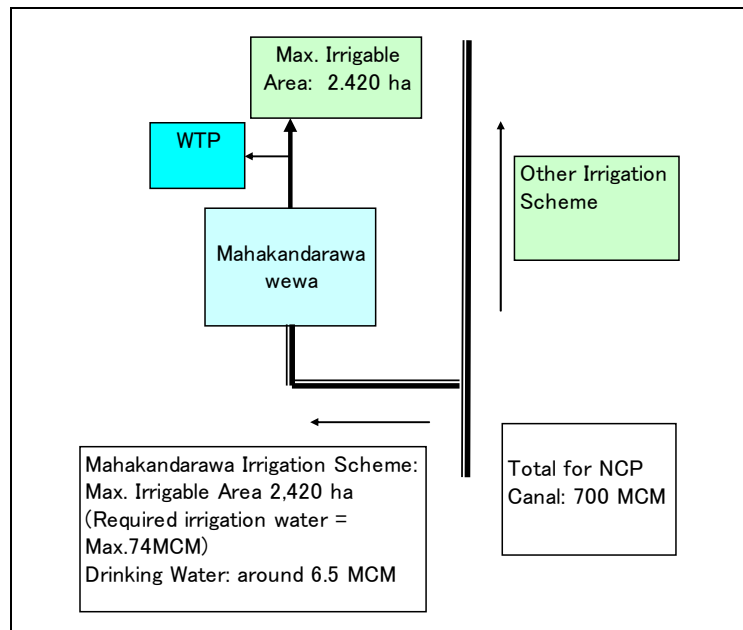 Max. Irrigable
Area: 2.420 ha
WTP
Other Irrigation
Scheme
Mahakandarawa
wewa
Mahakandarawa Irrigation Scheme:
Max. Irrigable Area 2,420 ha
(Required irrigation water =
Max.74MCM)
Drinking Water: around 6.5 MCM
Total for NCP
Canal: 700 MCM